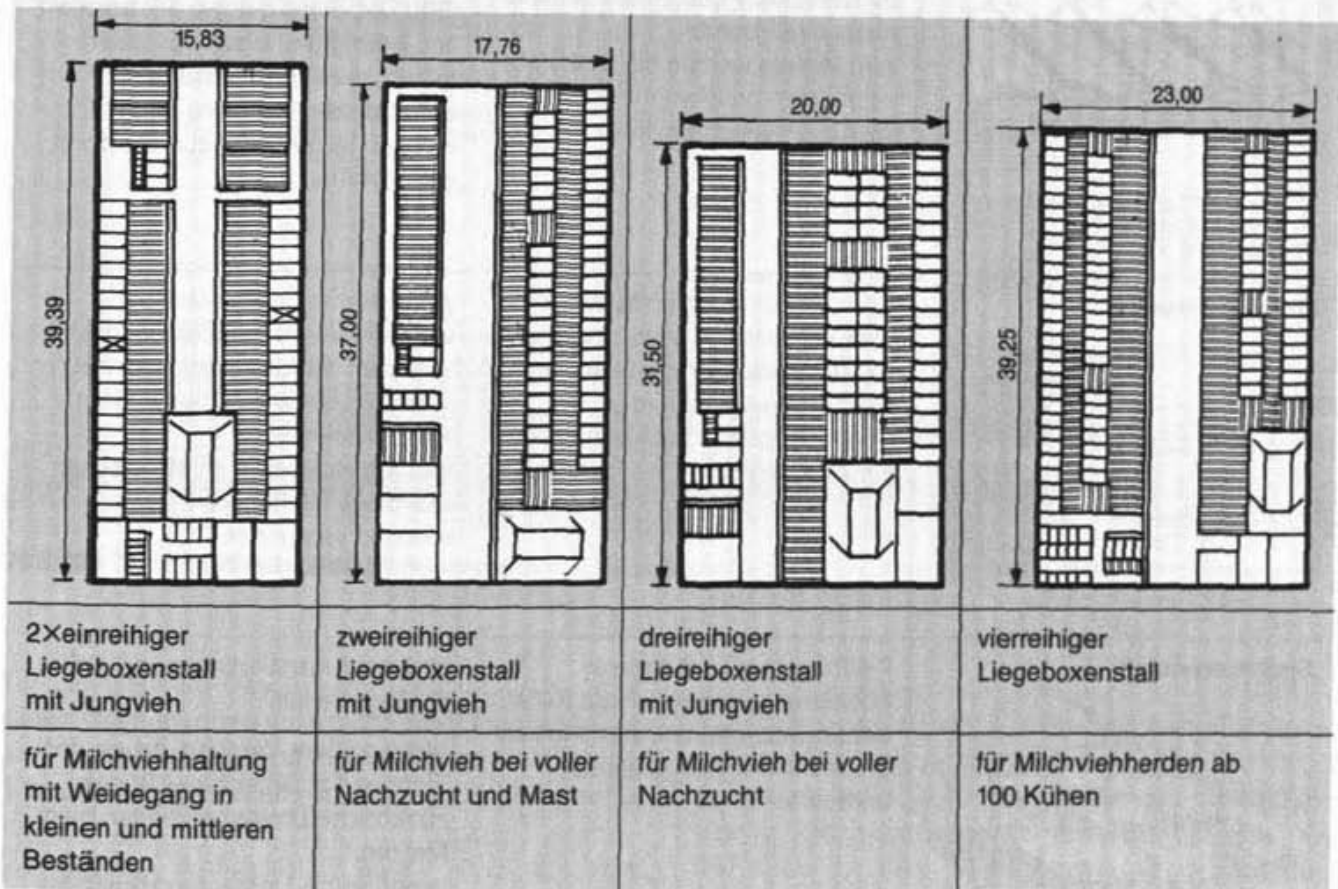 15,83
17,76
20,00
23,00
39,39
37,00
31,50
39,25
2×einreihiger
Liegeboxenstall
mit Jungvieh
zweireihiger
Liegeboxenstall
mit Jungvieh
dreireihiger
Liegeboxenstall
mit Jungvieh
vierreihiger
Liegeboxenstall
für Milchviehhaltung
mit Weidegang in
kleinen und mittleren
Beständen
für Milchvieh bei voller
Nachzucht und Mast
für Milchvieh bei voller
Nachzucht
für Milchviehherden ab
100 Kühen